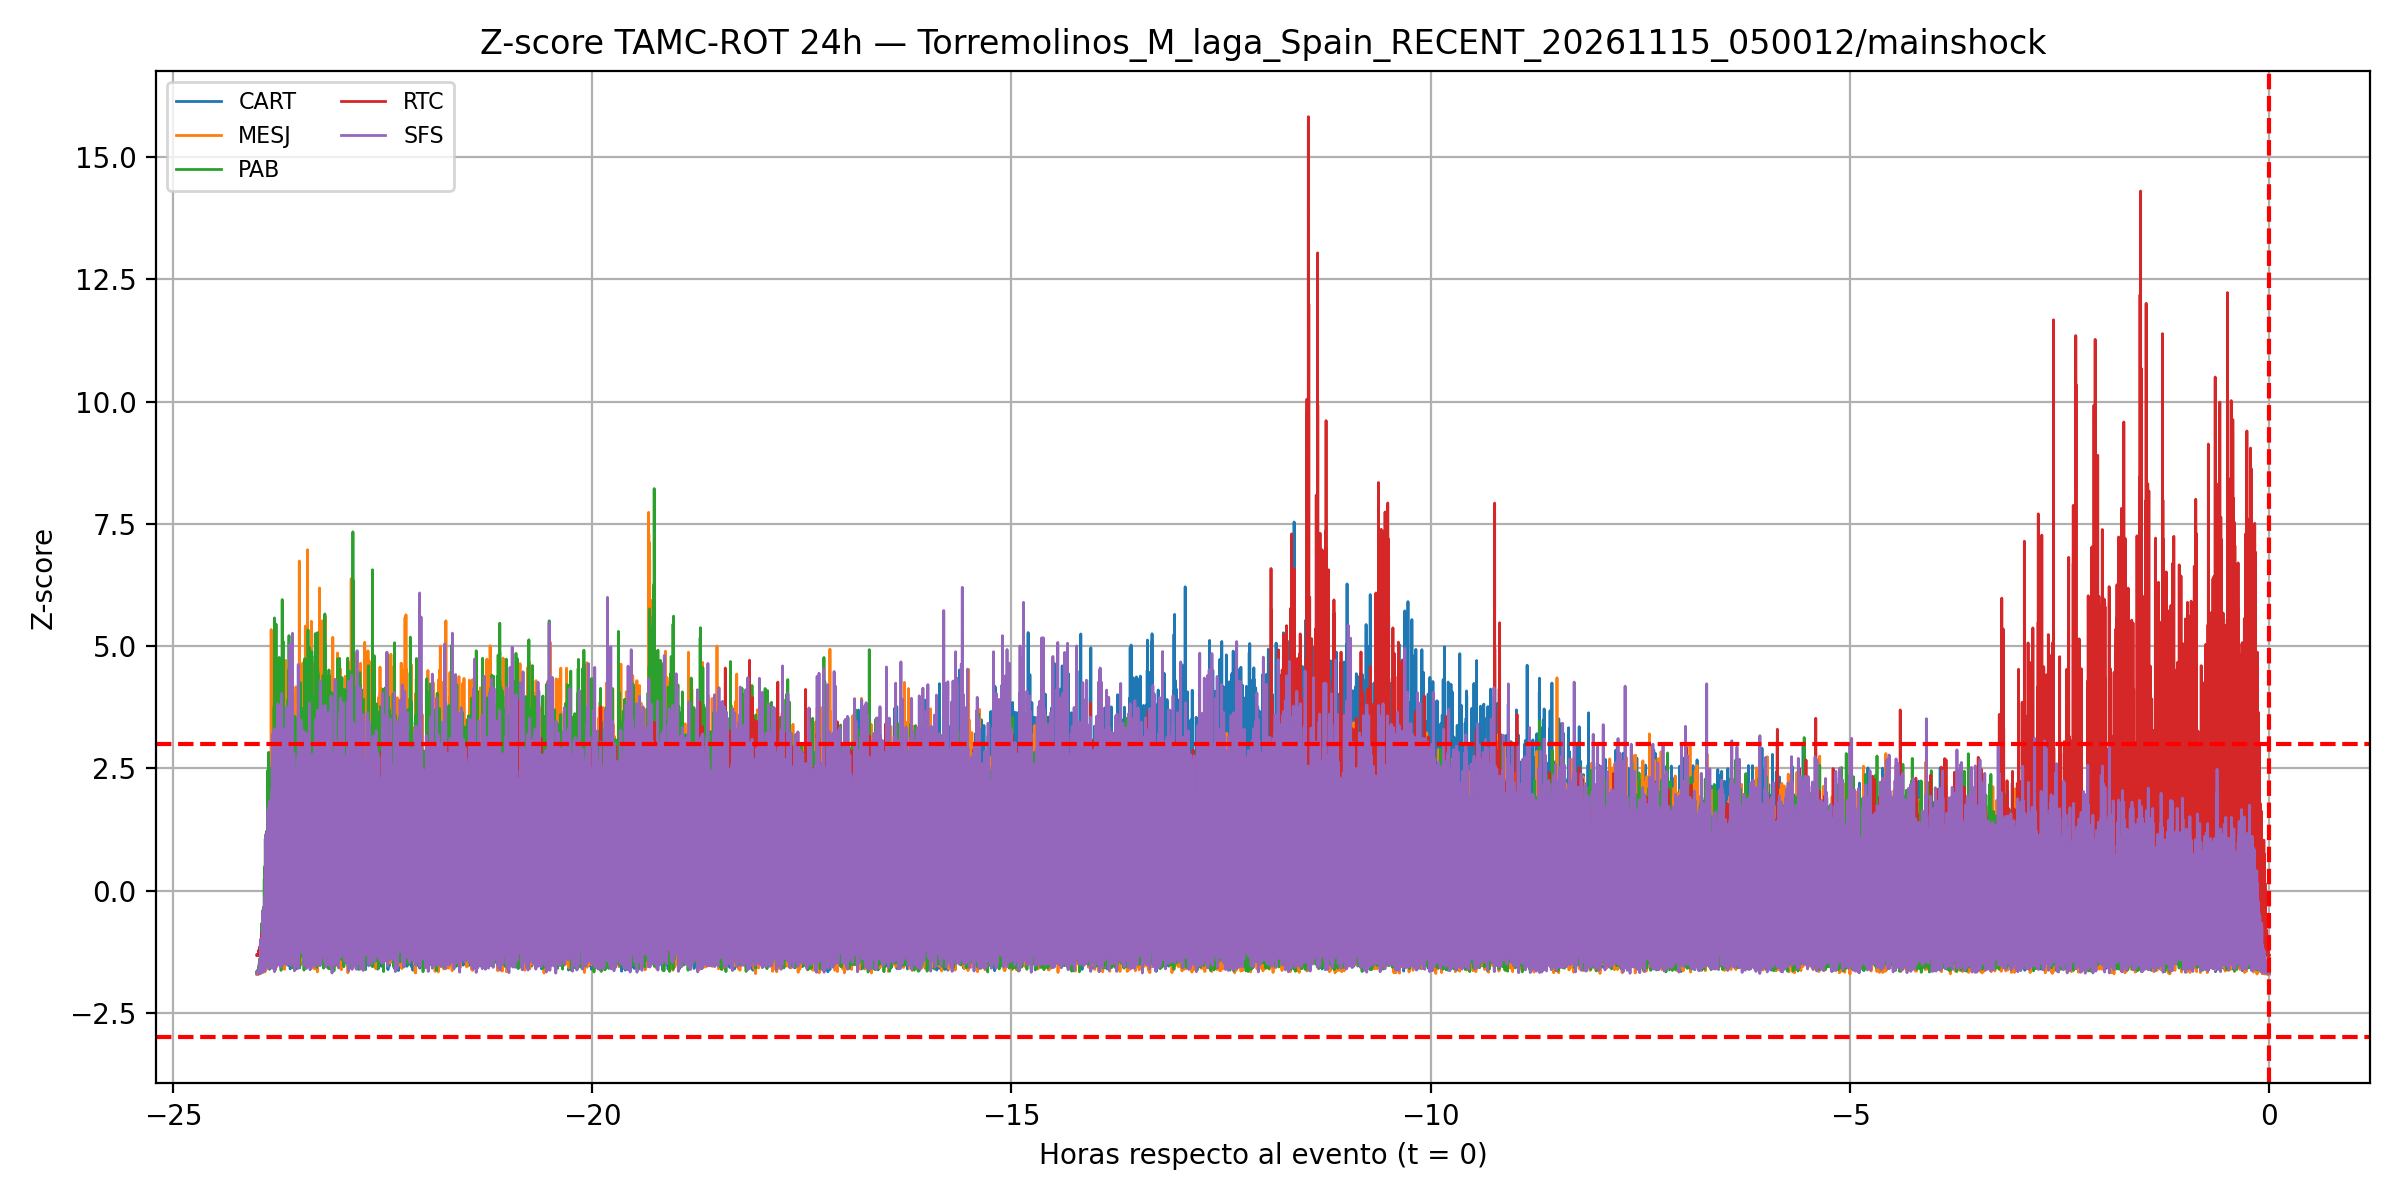 Z-score TAMC-ROT 24h — Torremolinos_M_laga_Spain_RECENT_20261115_050012/mainshock
CART
MESJ
PAB
RTC
SFS
Z-score
15.0
12.5
10.0
7.5
5.0
2.5
0.0
−2.5
−25
−20
−15
−10
−5
0
Horas respecto al evento (t = 0)